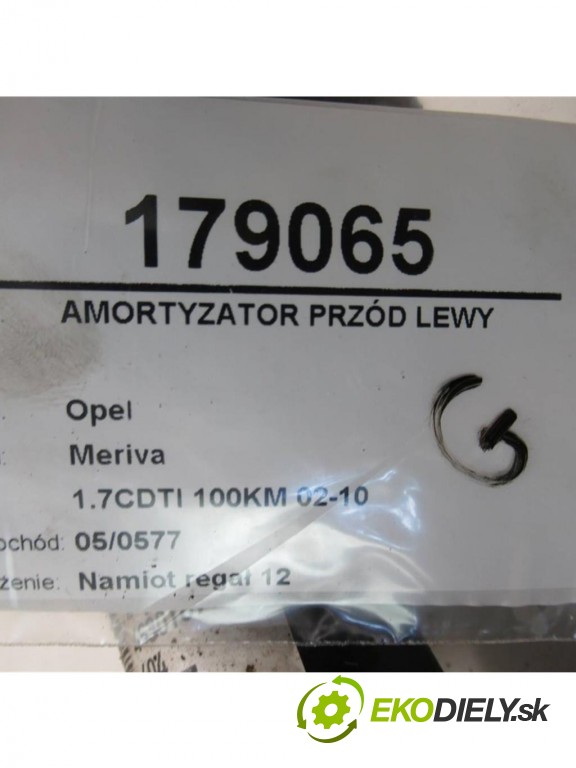 179065
AMORTYZATOR PRZÓD LEWY
Opel
Meriva
1.7CDTI 100KM 02-10
ochód: 05/0577
żenie: Namiot regał 12
EKODIELY.sk